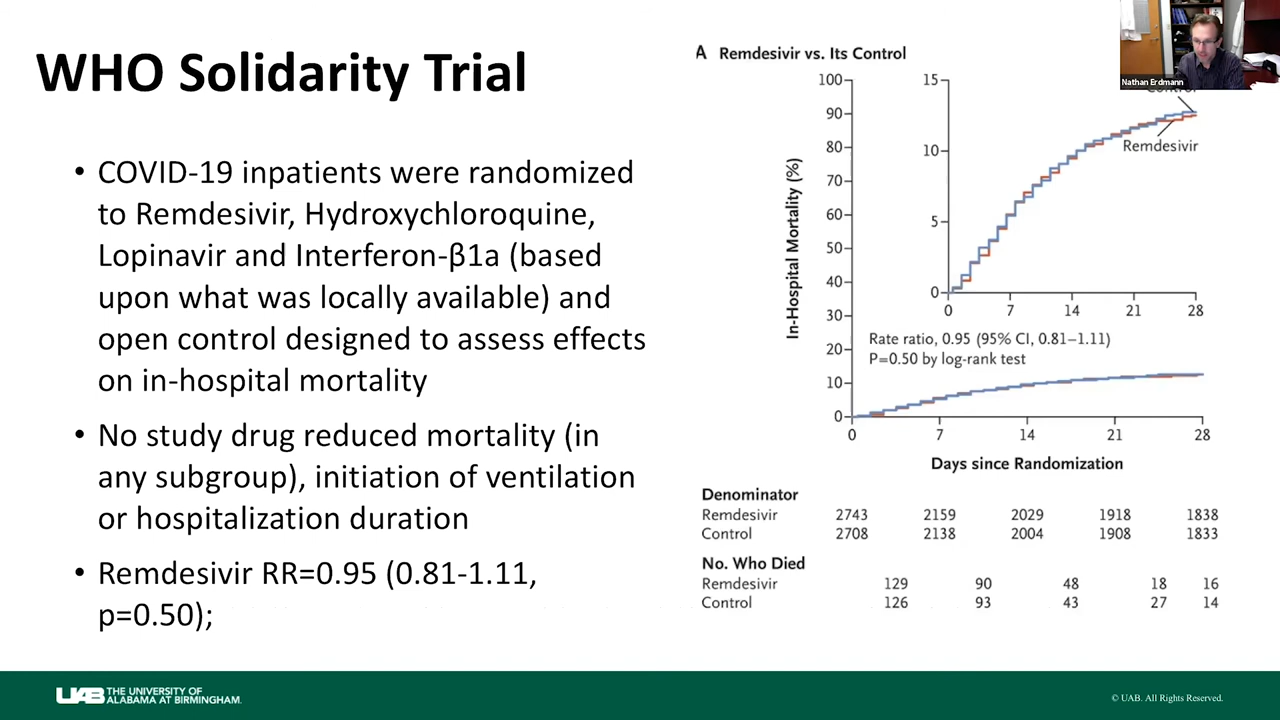 WHO Solidarity Trial
• COVID-19 inpatients were randomized
to Remdesivir, Hydroxychloroquine,
Lopinavir and Interferon-β1a (based
upon what was locally available) and
open control designed to assess effects
on in-hospital mortality
• No study drug reduced mortality (in
any subgroup), initiation of ventilation
or hospitalization duration
• Remdesivir RR=0.95 (0.81-1.11,
p=0.50);
A Remdesivir vs. Its Control
In-Hospital Mortality (%)
100
90
80
70
60
50
40
30
20
10
0
15
10
5
0
0 7 14 21 28
Control
Remdesivir
Rate ratio, 0.95 (95% CI, 0.81–1.11)
P=0.50 by log-rank test
0 7 14 21 28
Days since Randomization
Denominator
Remdesivir 2743 2159 2029 1918 1838
Control 2708 2138 2004 1908 1833
No. Who Died
Remdesivir 129 90 48 18 16
Control 126 93 43 27 14
Nathan Erdmann
UAB THE UNIVERSITY OF
ALABAMA AT BIRMINGHAM.
© UAB. All Rights Reserved.